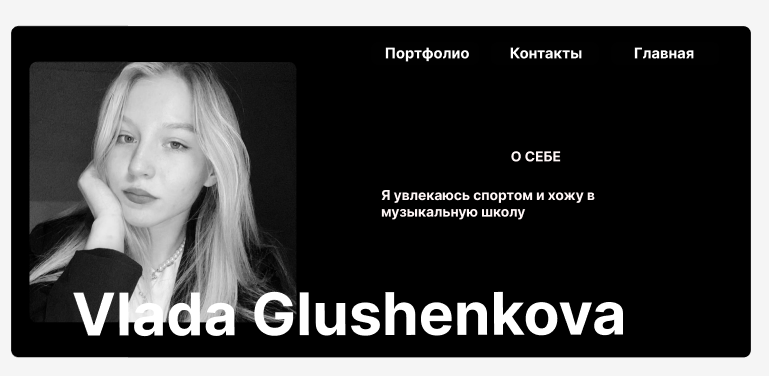 Портфолио Контакты Главная
О СЕБЕ
Я увлекаюсь спортом и хожу в
музыкальную школу
Vlada Glushenkova